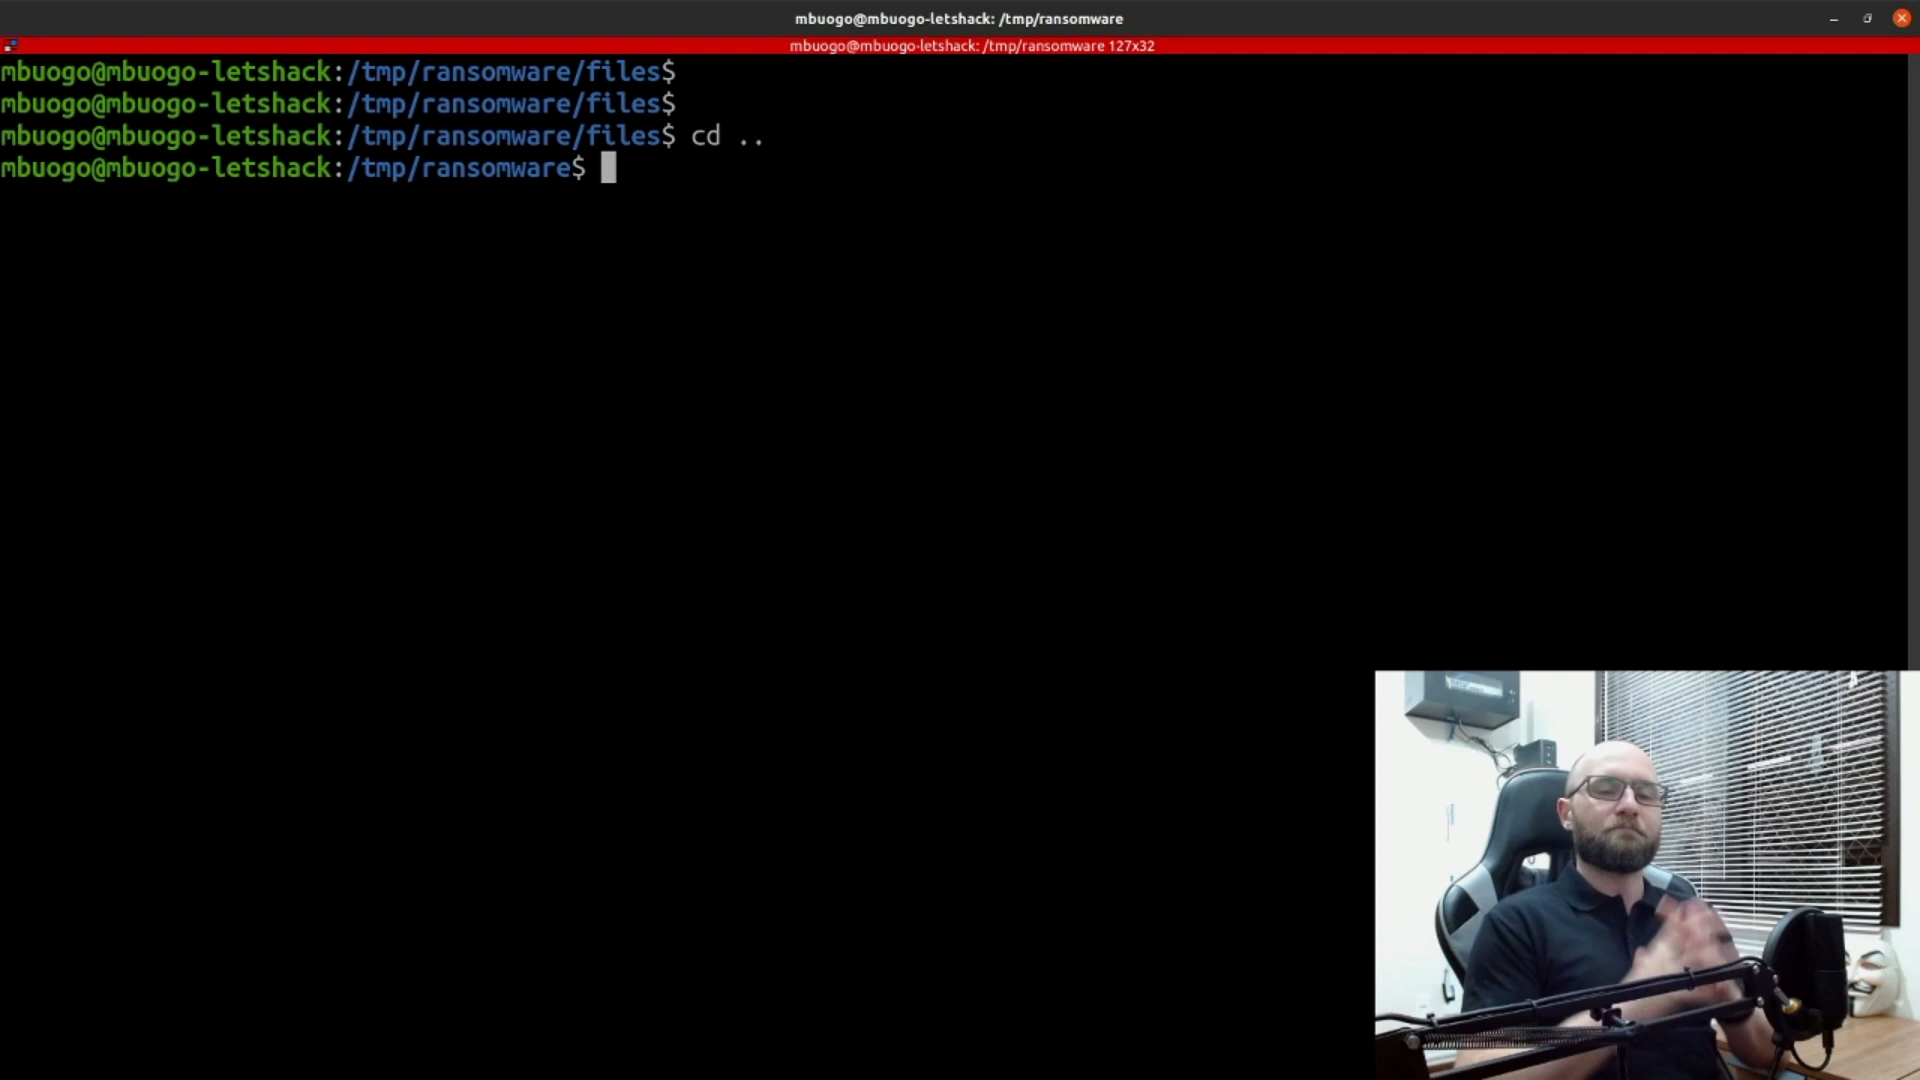 mbuogo@mbuogo-letshack: /tmp/ransomware
mbuogo@mbuogo-letshack: /tmp/ransomware 127x32
mbuogo@mbuogo-letshack:/tmp/ransomware/files$
mbuogo@mbuogo-letshack:/tmp/ransomware/files$
mbuogo@mbuogo-letshack:/tmp/ransomware/files$ cd ..
mbuogo@mbuogo-letshack:/tmp/ransomware$